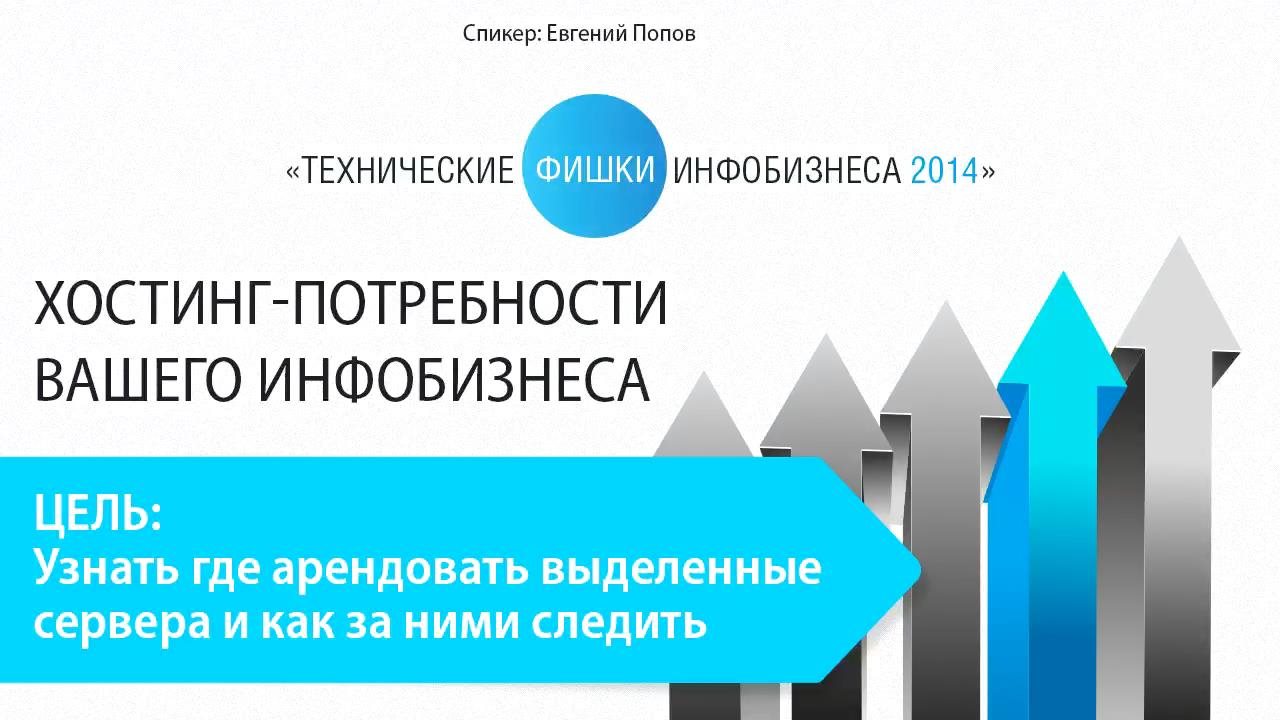 Спикер: Евгений Попов
«ТЕХНИЧЕСКИЕ ФИШКИ ИНФОБИЗНЕСА 2014»
ХОСТИНГ-ПОТРЕБНОСТИ
ВАШЕГО ИНФОБИЗНЕСА
ЦЕЛЬ:
Узнать где арендовать выделенные
сервера и как за ними следить